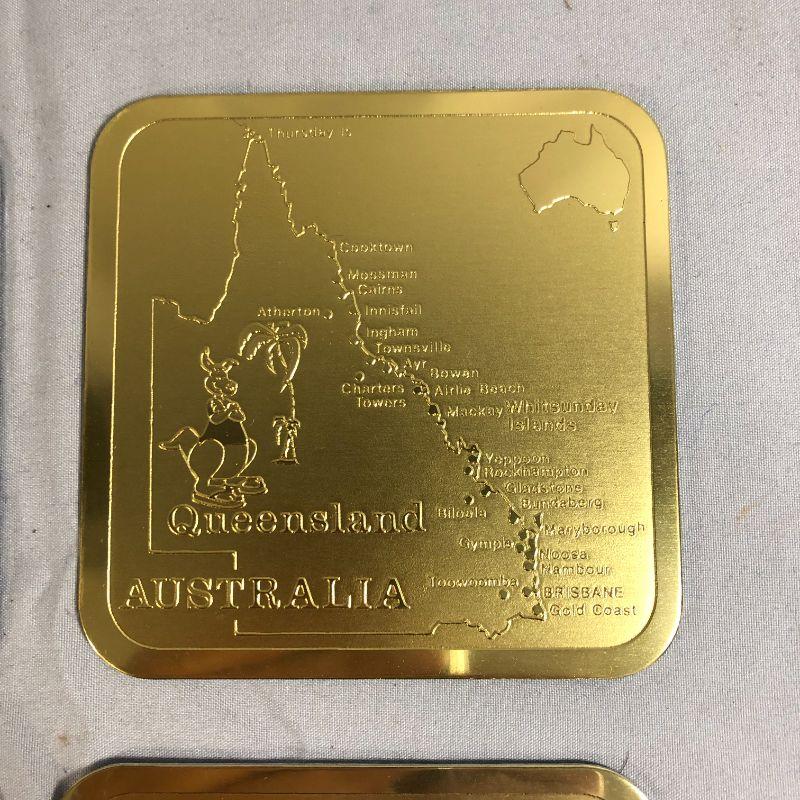 Thursday IS
Cooktown
Mossman
Cairns
Atherton
Innisfail
Ingham
Townsville
Ayr
Bowen
Charters
Towers
Airlie Beach
Mackay
Whitsunday
Islands
Yeppoon
Rockhampton
Gladstone
Bundaberg
Biloela
Queensland
Maryborough
Gympie
Noosa
Nambour
Toowoomba
AUSTRALIA
BRISBANE
Gold Coast